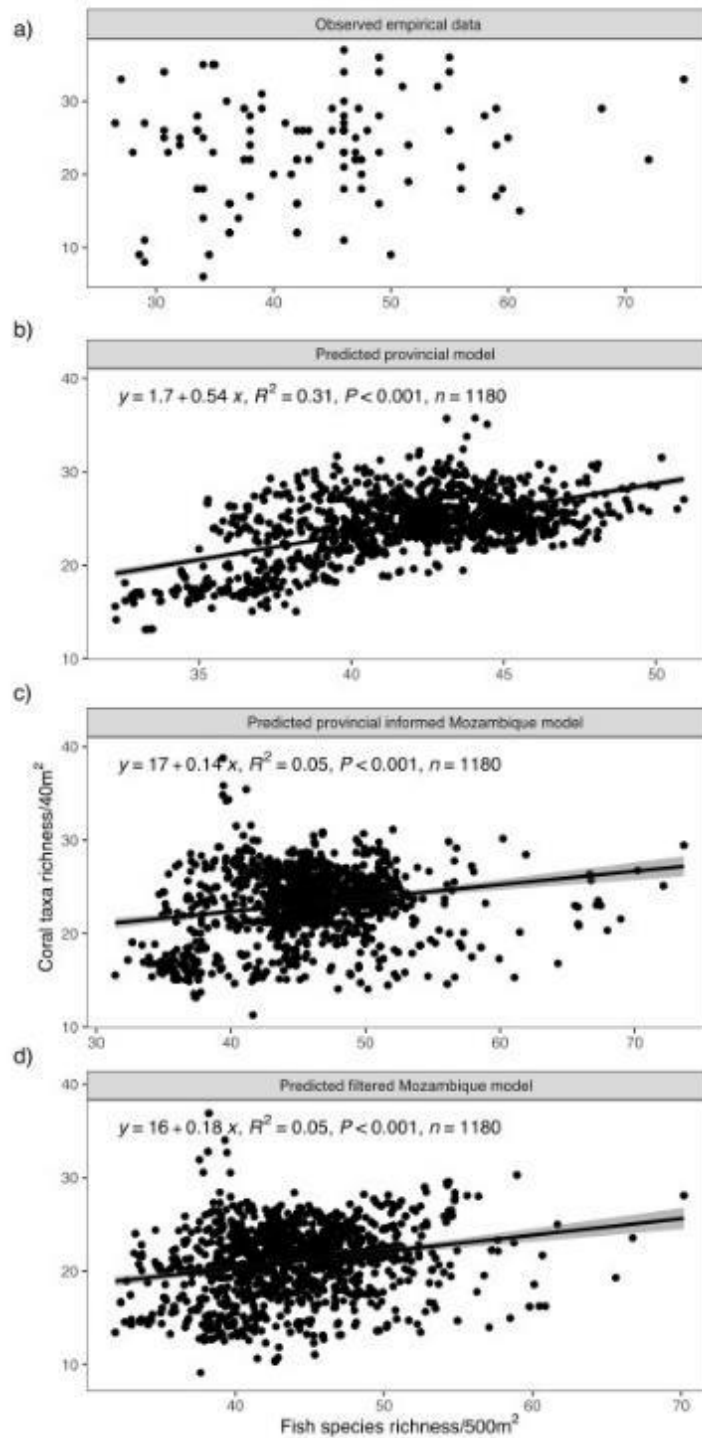 a)
Observed empirical data
30
20
10
30 40 50 60 70
b)
Predicted provincial model
40
y = 1.7 + 0.54 x, R² = 0.31, P < 0.001, n = 1180
30
20
10
35 40 45 50
c)
Predicted provincial informed Mozambique model
40
y = 17 + 0.14 x, R² = 0.05, P < 0.001, n = 1180
30
20
10
Coral taxa richness/40m²
30 40 50 60 70
d)
Predicted filtered Mozambique model
40
y = 16 + 0.18 x, R² = 0.05, P < 0.001, n = 1180
30
20
10
40 50 60 70
Fish species richness/500m²